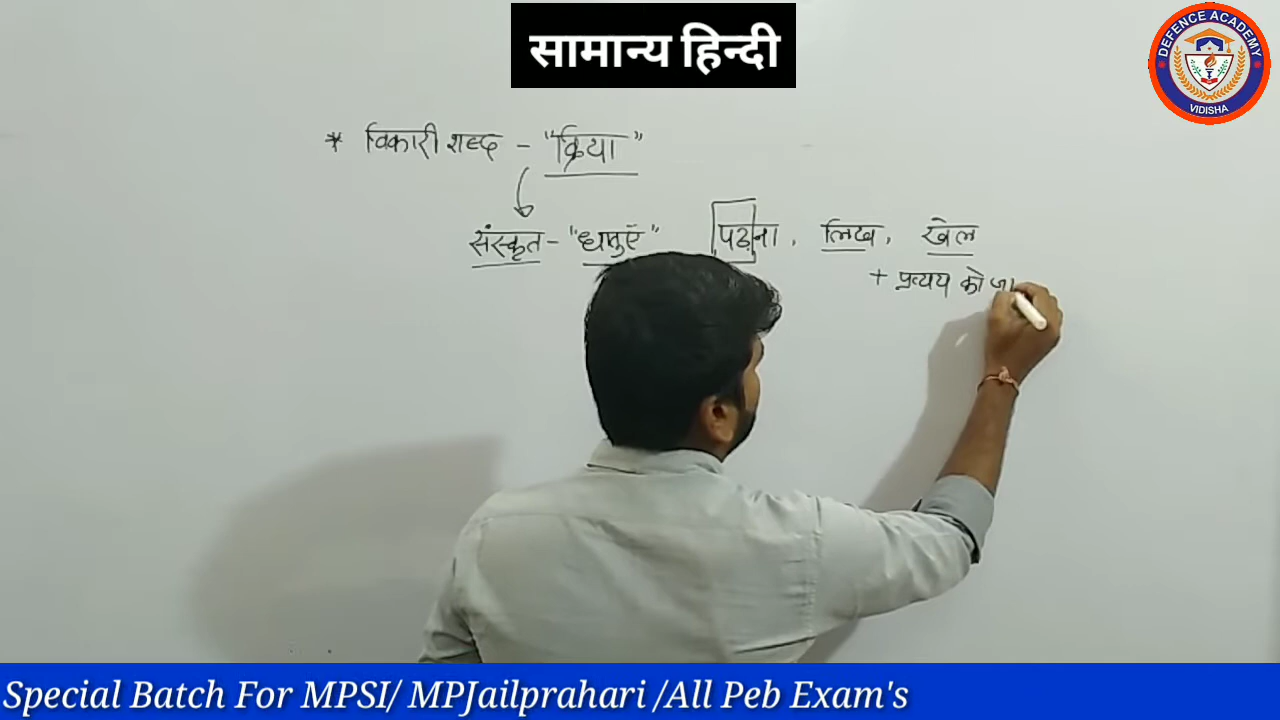 सामान्य हिन्दी
DEFENCE ACADEMY
VIDISHA
* विकारी शब्द - "क्रिया"
संस्कृत - "धातुएँ" पढ़ना, लिख, खेल
+ प्रत्यय को
Special Batch For MPSI/ MPJailprahari /All Peb Exam's